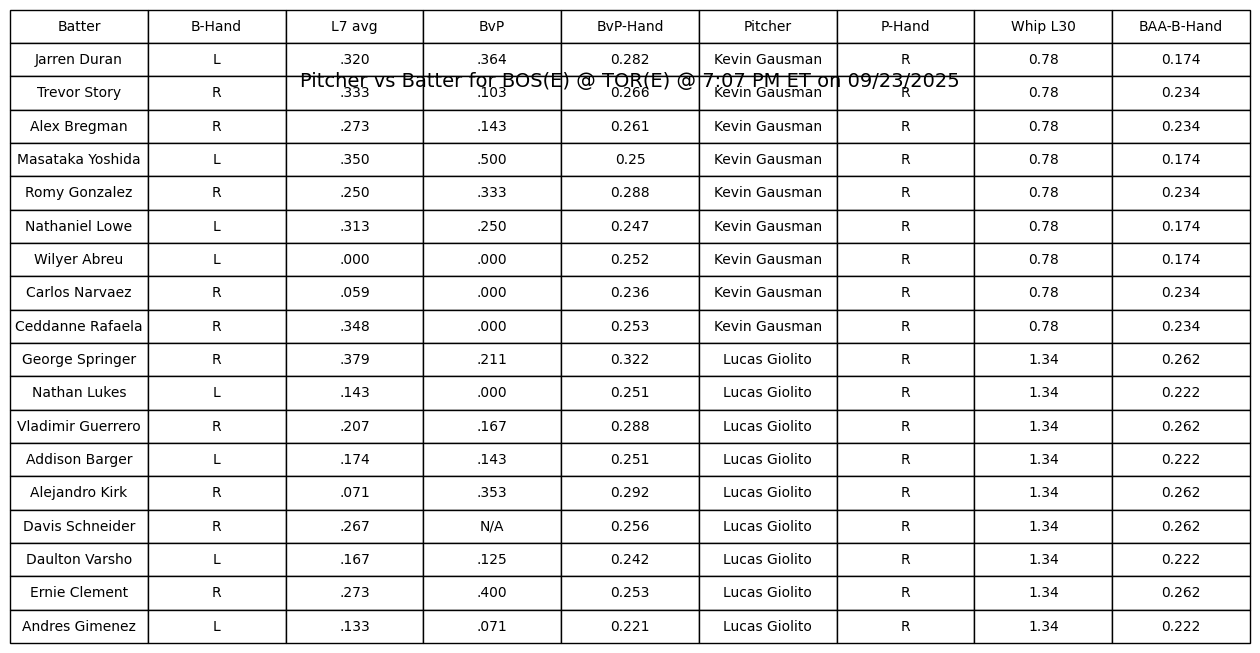 Batter B-Hand L7 avg BvP BvP-Hand Pitcher P-Hand Whip L30 BAA-B-Hand
Jarren Duran L .320 .364 0.282 Kevin Gausman R 0.78 0.174
Pitcher vs Batter for BOS(E) @ TOR(E) @ 7:07 PM ET on 09/23/2025
Trevor Story R .333 .103 0.266 Kevin Gausman R 0.78 0.234
Alex Bregman R .273 .143 0.261 Kevin Gausman R 0.78 0.234
Masataka Yoshida L .350 .500 0.25 Kevin Gausman R 0.78 0.174
Romy Gonzalez R .250 .333 0.288 Kevin Gausman R 0.78 0.234
Nathaniel Lowe L .313 .250 0.247 Kevin Gausman R 0.78 0.174
Wilyer Abreu L .000 .000 0.252 Kevin Gausman R 0.78 0.174
Carlos Narvaez R .059 .000 0.236 Kevin Gausman R 0.78 0.234
Ceddanne Rafaela R .348 .000 0.253 Kevin Gausman R 0.78 0.234
George Springer R .379 .211 0.322 Lucas Giolito R 1.34 0.262
Nathan Lukes L .143 .000 0.251 Lucas Giolito R 1.34 0.222
Vladimir Guerrero R .207 .167 0.288 Lucas Giolito R 1.34 0.262
Addison Barger L .174 .143 0.251 Lucas Giolito R 1.34 0.222
Alejandro Kirk R .071 .353 0.292 Lucas Giolito R 1.34 0.262
Davis Schneider R .267 N/A 0.256 Lucas Giolito R 1.34 0.262
Daulton Varsho L .167 .125 0.242 Lucas Giolito R 1.34 0.222
Ernie Clement R .273 .400 0.253 Lucas Giolito R 1.34 0.262
Andres Gimenez L .133 .071 0.221 Lucas Giolito R 1.34 0.222